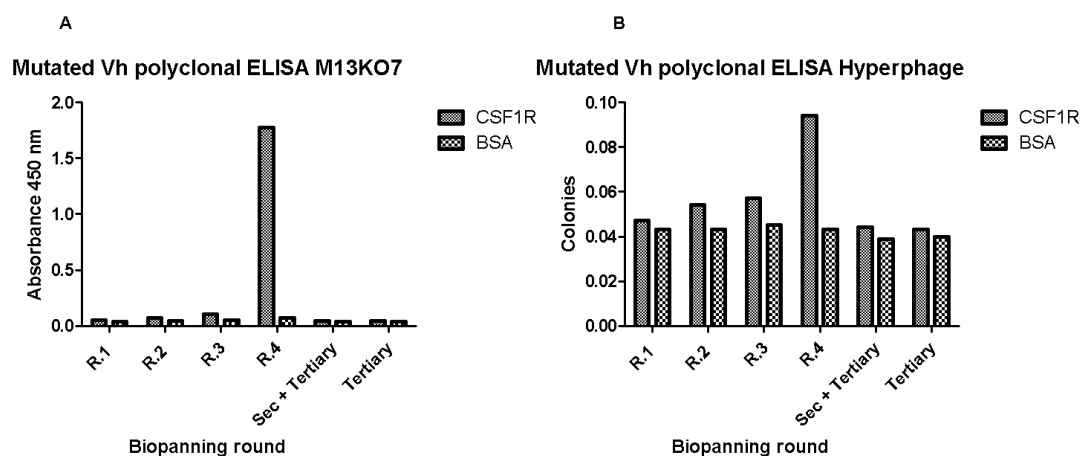 A
Mutated Vh polyclonal ELISA M13KO7
Absorbance 450 nm
2.0
1.5
1.0
0.5
0.0
R.1
R.2
R.3
R.4
Sec + Tertiary
Tertiary
Biopanning round
CSF1R
BSA
B
Mutated Vh polyclonal ELISA Hyperphage
Colonies
0.10
0.08
0.06
0.04
0.02
0.00
R.1
R.2
R.3
R.4
Sec + Tertiary
Tertiary
Biopanning round
CSF1R
BSA